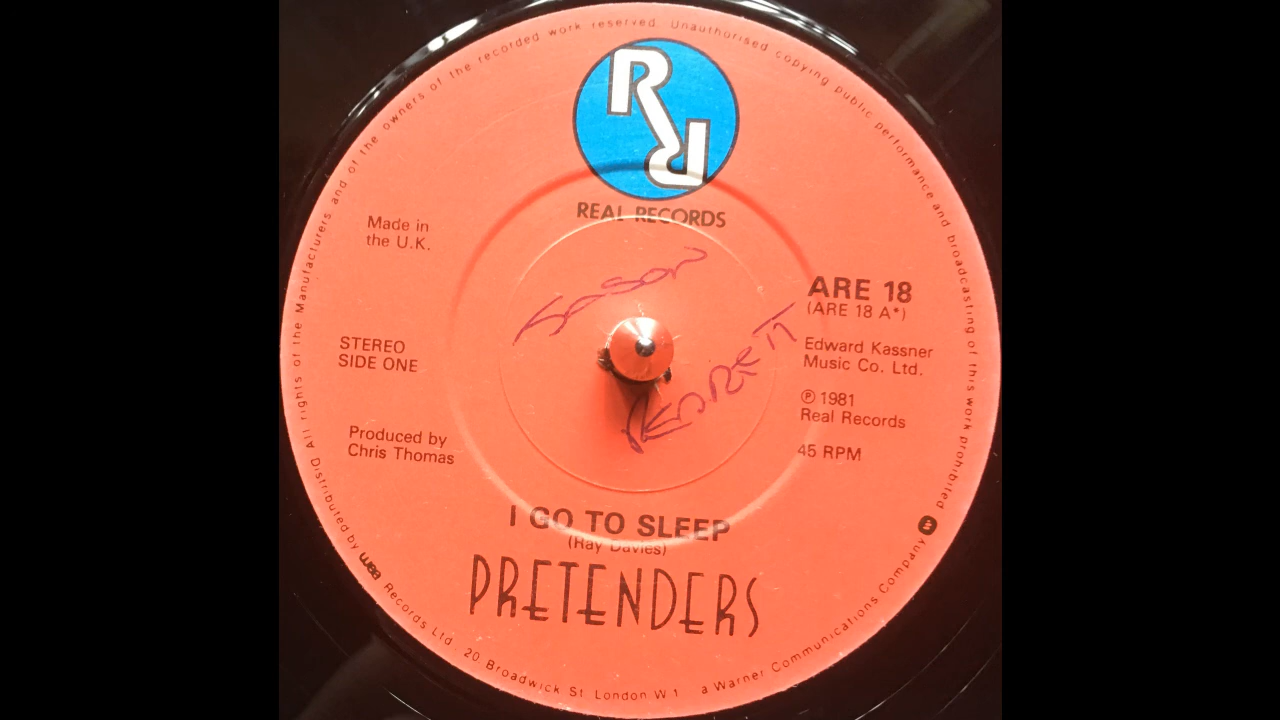 All rights of the Manufacturers and of the owners of the recorded work reserved. Unauthorised copying public performance and broadcasting of this work prohibited
RR
REAL RECORDS
Made in
the U.K.
STEREO
SIDE ONE
Produced by
Chris Thomas
JASON
ARE 18
(ARE 18 A*)
Edward Kassner
Music Co. Ltd.
Ⓟ 1981
Real Records
45 RPM
I GO TO SLEEP
(Ray Davies)
PRETENDERS
Distributed by wea Records Ltd. 20 Broadwick St London W1 a Warner Communications Company